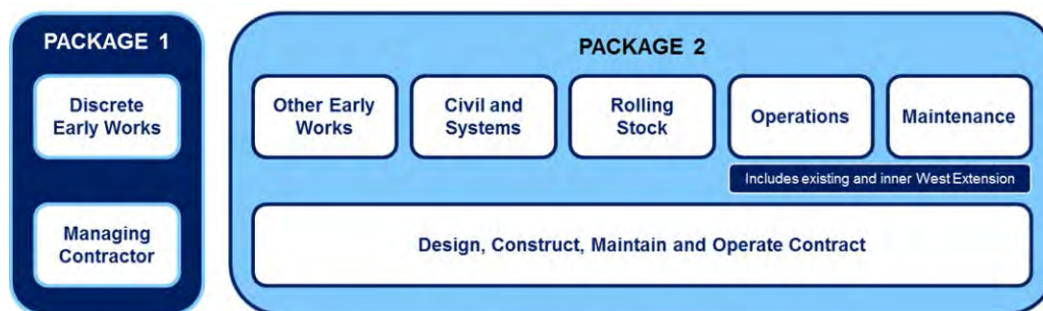 PACKAGE 1
Discrete
Early Works
Managing
Contractor
PACKAGE 2
Other Early
Works
Civil and
Systems
Rolling
Stock
Operations
Maintenance
Includes existing and inner West Extension
Design, Construct, Maintain and Operate Contract